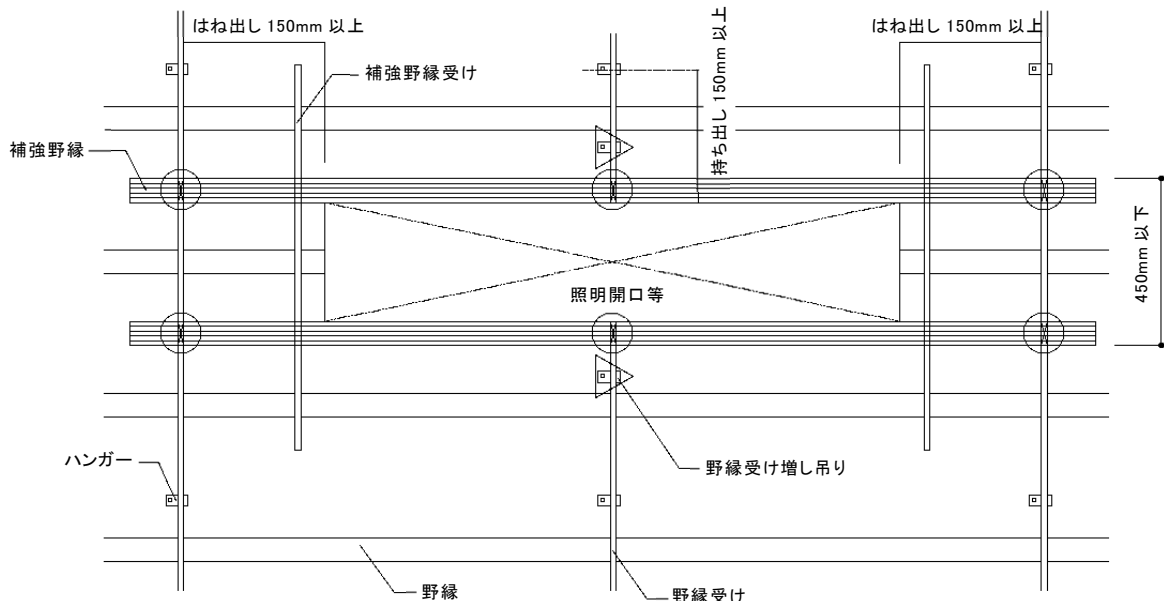 はね出し 150mm 以上
はね出し 150mm 以上
持ち出し 150mm 以上
補強野縁受け
補強野縁
450mm 以下
照明開口等
ハンガー
野縁受け増し吊り
野縁
野縁受け